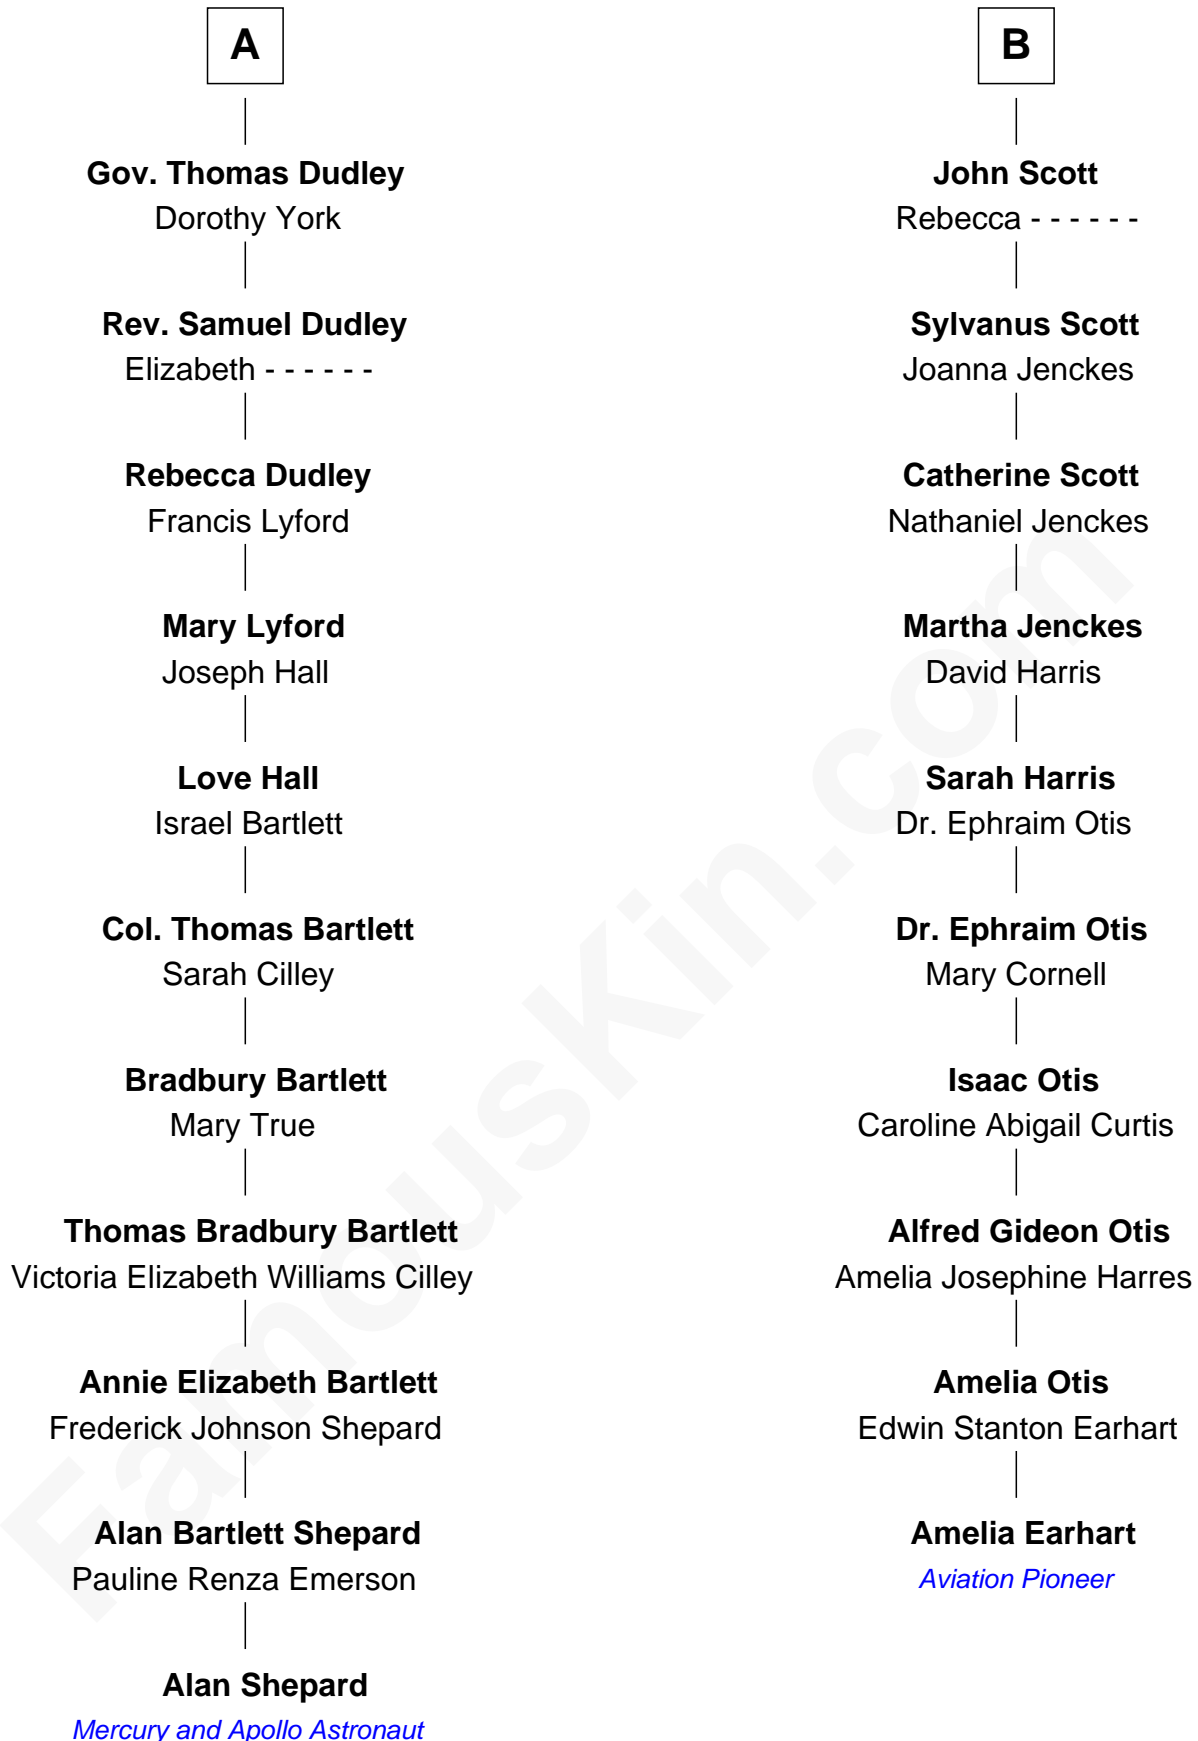 A
Gov. Thomas Dudley
Dorothy York
Rev. Samuel Dudley
Elizabeth - - - - - -
Rebecca Dudley
Francis Lyford
Mary Lyford
Joseph Hall
Love Hall
Israel Bartlett
Col. Thomas Bartlett
Sarah Cilley
Bradbury Bartlett
Mary True
Thomas Bradbury Bartlett
Victoria Elizabeth Williams Cilley
Annie Elizabeth Bartlett
Frederick Johnson Shepard
Alan Bartlett Shepard
Pauline Renza Emerson
Alan Shepard
Mercury and Apollo Astronaut
B
John Scott
Rebecca - - - - - -
Sylvanus Scott
Joanna Jenckes
Catherine Scott
Nathaniel Jenckes
Martha Jenckes
David Harris
Sarah Harris
Dr. Ephraim Otis
Dr. Ephraim Otis
Mary Cornell
Isaac Otis
Caroline Abigail Curtis
Alfred Gideon Otis
Amelia Josephine Harres
Amelia Otis
Edwin Stanton Earhart
Amelia Earhart
Aviation Pioneer
FamousKin.com